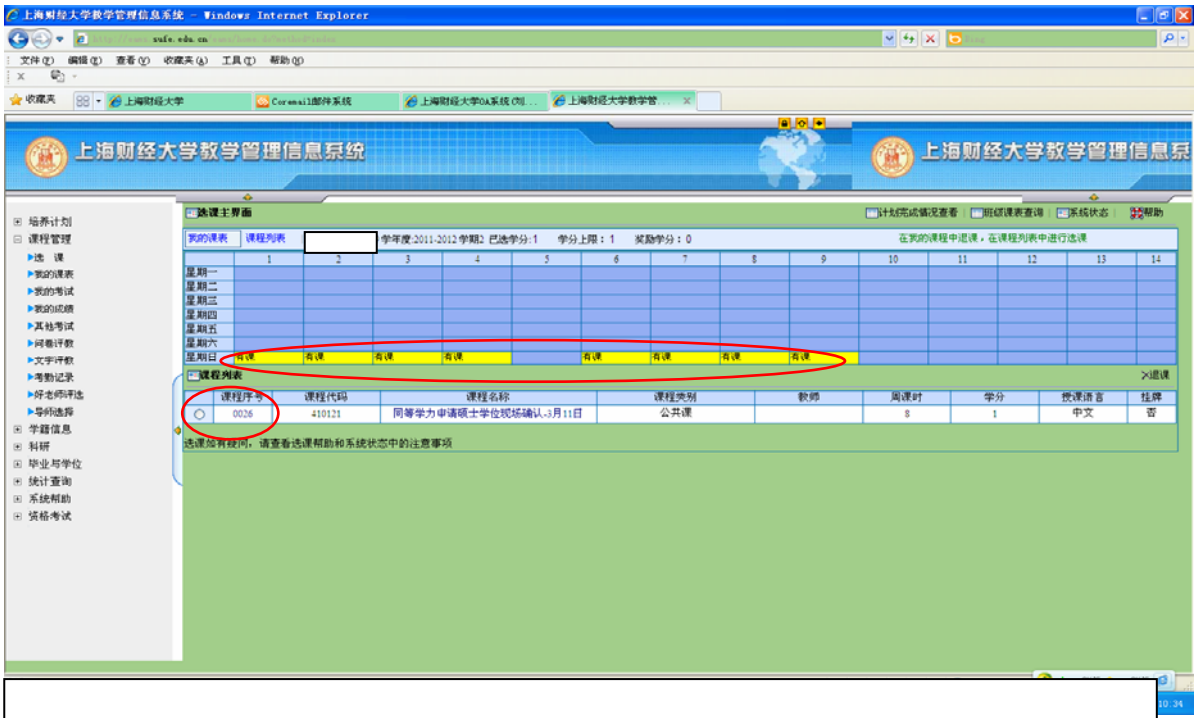 上海财经大学教学管理信息系统 - Windows Internet Explorer
sufe.edu.cn
Bing
文件(F) 编辑(E) 查看(V) 收藏夹(A) 工具(T) 帮助(H)
x
收藏夹 上海财经大学 Coremail邮件系统 上海财经大学OA系统(知... 上海财经大学教学管... x
上海财经大学教学管理信息系统 上海财经大学教学管理信息系
培养计划
课程管理
选 课
我的课表
我的考试
我的成绩
其他考试
问卷评教
文字评教
考勤记录
好老师评选
导师选择
学籍信息
科研
毕业与学位
统计查询
系统帮助
资格考试
选课主界面 计划完成情况查看 班级课表查询 系统状态 帮助
我的课表 课程列表 学年度:2011-2012 学期2 已选学分:1 学分上限：1 奖励学分：0 在我的课程中退课，在课程列表中进行选课
1 2 3 4 5 6 7 8 9 10 11 12 13 14
星期一
星期二
星期三
星期四
星期五
星期六
星期日 有课 有课 有课 有课 有课 有课 有课 有课
课程列表 退课
课程序号 课程代码 课程名称 课程类别 教师 周课时 学分 授课语言 挂牌
0026 410121 同等学力申请硕士学位现场确认-3月11日 公共课 8 1 中文 否
选课如有疑问，请查看选课帮助和系统状态中的注意事项
10:34